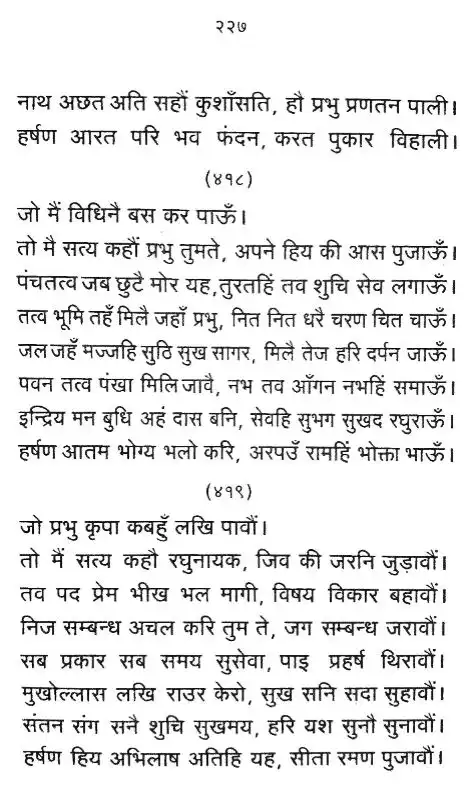 २२७
नाथ अछत अति सहौं कुशाँसति, हौ प्रभु प्रणतन पाली।
हर्षण आरत परि भव फंदन, करत पुकार विहाली।
(४१८)
जो मैं विधिनै बस कर पाऊँ।
तो मै सत्य कहौं प्रभु तुमते, अपने हिय की आस पुजाऊँ।
पंचतत्व जब छुटै मोर यह,तुरतहिं तव शुचि सेव लगाऊँ।
तत्व भूमि तहँ मिलै जहाँ प्रभु, नित नित धरै चरण चित चाऊँ।
जल जहँ मज्जहि सुठि सुख सागर, मिलै तेज हरि दर्पन जाऊँ।
पवन तत्व पंखा मिलि जावै, नभ तव आँगन नभहिं समाऊँ।
इन्द्रिय मन बुधि अहं दास बनि, सेवहि सुभग सुखद रघुराऊँ।
हर्षण आतम भोग्य भलो करि, अरपउँ रामहिं भोक्ता भाऊँ।
(४१९)
जो प्रभु कृपा कबहुँ लखि पावौं।
तो मैं सत्य कहौ रघुनायक, जिव की जरनि जुड़ावौं।
तव पद प्रेम भीख भल मागी, विषय विकार बहावौं।
निज सम्बन्ध अचल करि तुम ते, जग सम्बन्ध जरावौं।
सब प्रकार सब समय सुसेवा, पाइ प्रहर्ष थिरावौं।
मुखोल्लास लखि राउर केरो, सुख सनि सदा सुहावौं।
संतन संग सनै शुचि सुखमय, हरि यश सुनौ सुनावौं।
हर्षण हिय अभिलाष अतिहि यह, सीता रमण पुजावौं।